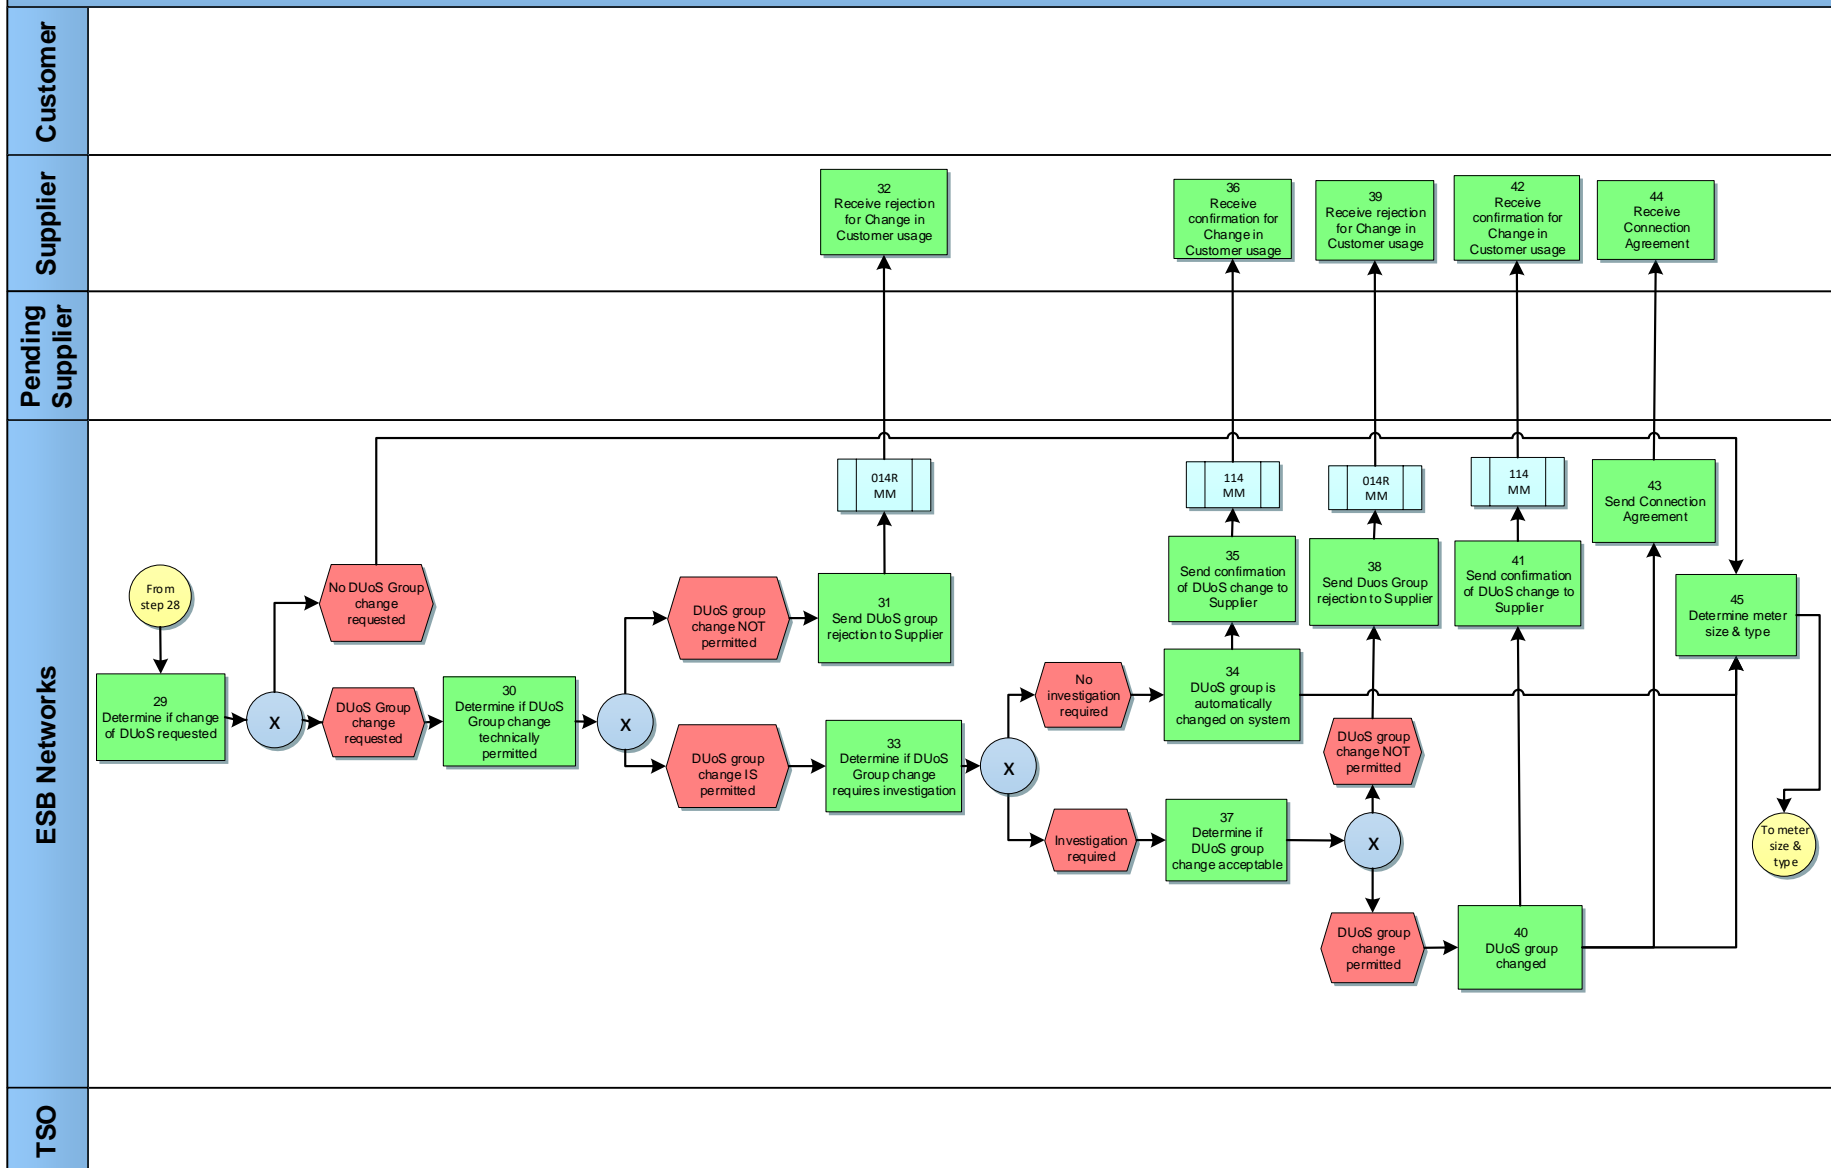 Customer
Supplier
32
Receive rejection
for Change in
Customer usage
36
Receive
confirmation for
Change in
Customer usage
39
Receive rejection
for Change in
Customer usage
42
Receive
confirmation for
Change in
Customer usage
44
Receive
Connection
Agreement
Pending
Supplier
ESB Networks
014R
MM
114
MM
014R
MM
114
MM
43
Send Connection
Agreement
From
step 28
No DUoS Group
change
requested
DUoS group
change NOT
permitted
31
Send DUoS group
rejection to Supplier
35
Send confirmation
of DUoS change to
Supplier
38
Send Duos Group
rejection to Supplier
41
Send confirmation
of DUoS change to
Supplier
45
Determine meter
size & type
29
Determine if change
of DUoS requested
X
DUoS Group
change
requested
30
Determine if DUoS
Group change
technically
permitted
X
DUoS group
change IS
permitted
33
Determine if DUoS
Group change
requires investigation
X
No
investigation
required
34
DUoS group is
automatically
changed on system
DUoS group
change NOT
permitted
Investigation
required
37
Determine if
DUoS group
change acceptable
X
To meter
size &
type
DUoS group
change
permitted
40
DUoS group
changed
TSO